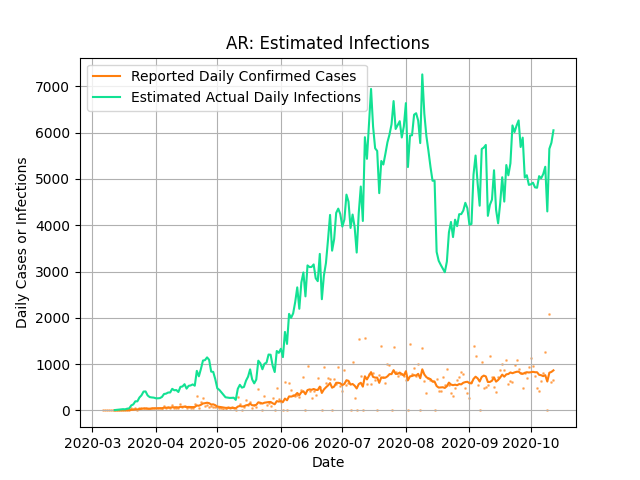 AR: Estimated Infections
Reported Daily Confirmed Cases
Estimated Actual Daily Infections
Daily Cases or Infections
7000
6000
5000
4000
3000
2000
1000
0
2020-03 2020-04 2020-05 2020-06 2020-07 2020-08 2020-09 2020-10
Date